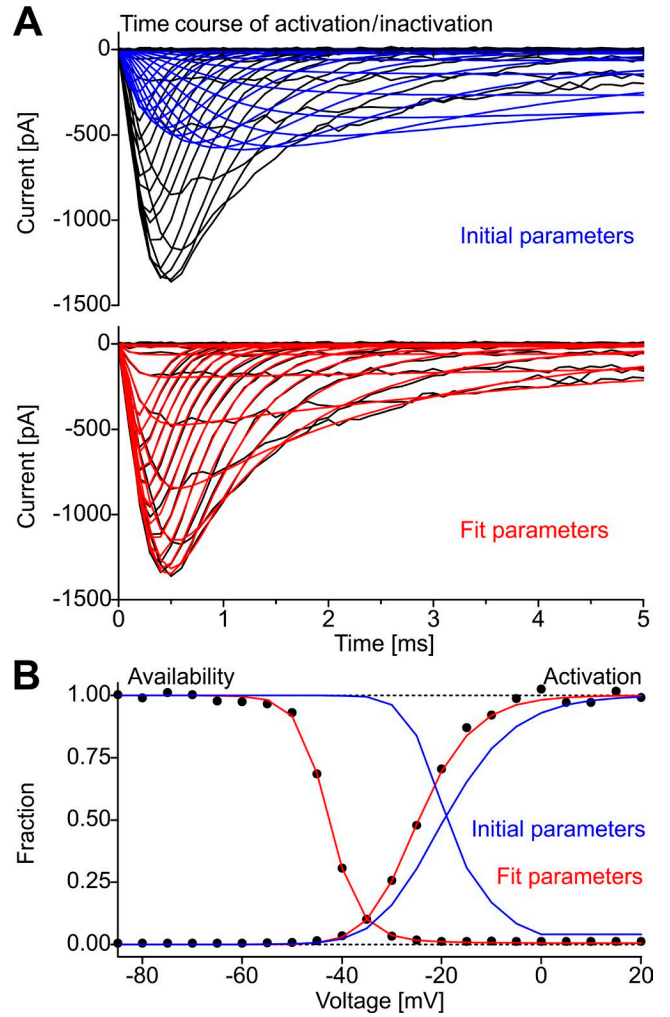 A
Time course of activation/inactivation
0
-500
-1000
-1500
Current [pA]
Initial parameters
0
-500
-1000
-1500
Current [pA]
Fit parameters
0 1 2 3 4 5
Time [ms]
B
Availability Activation
1.00
0.75
0.50
0.25
0.00
Fraction
Initial parameters
Fit parameters
-80 -60 -40 -20 0 20
Voltage [mV]